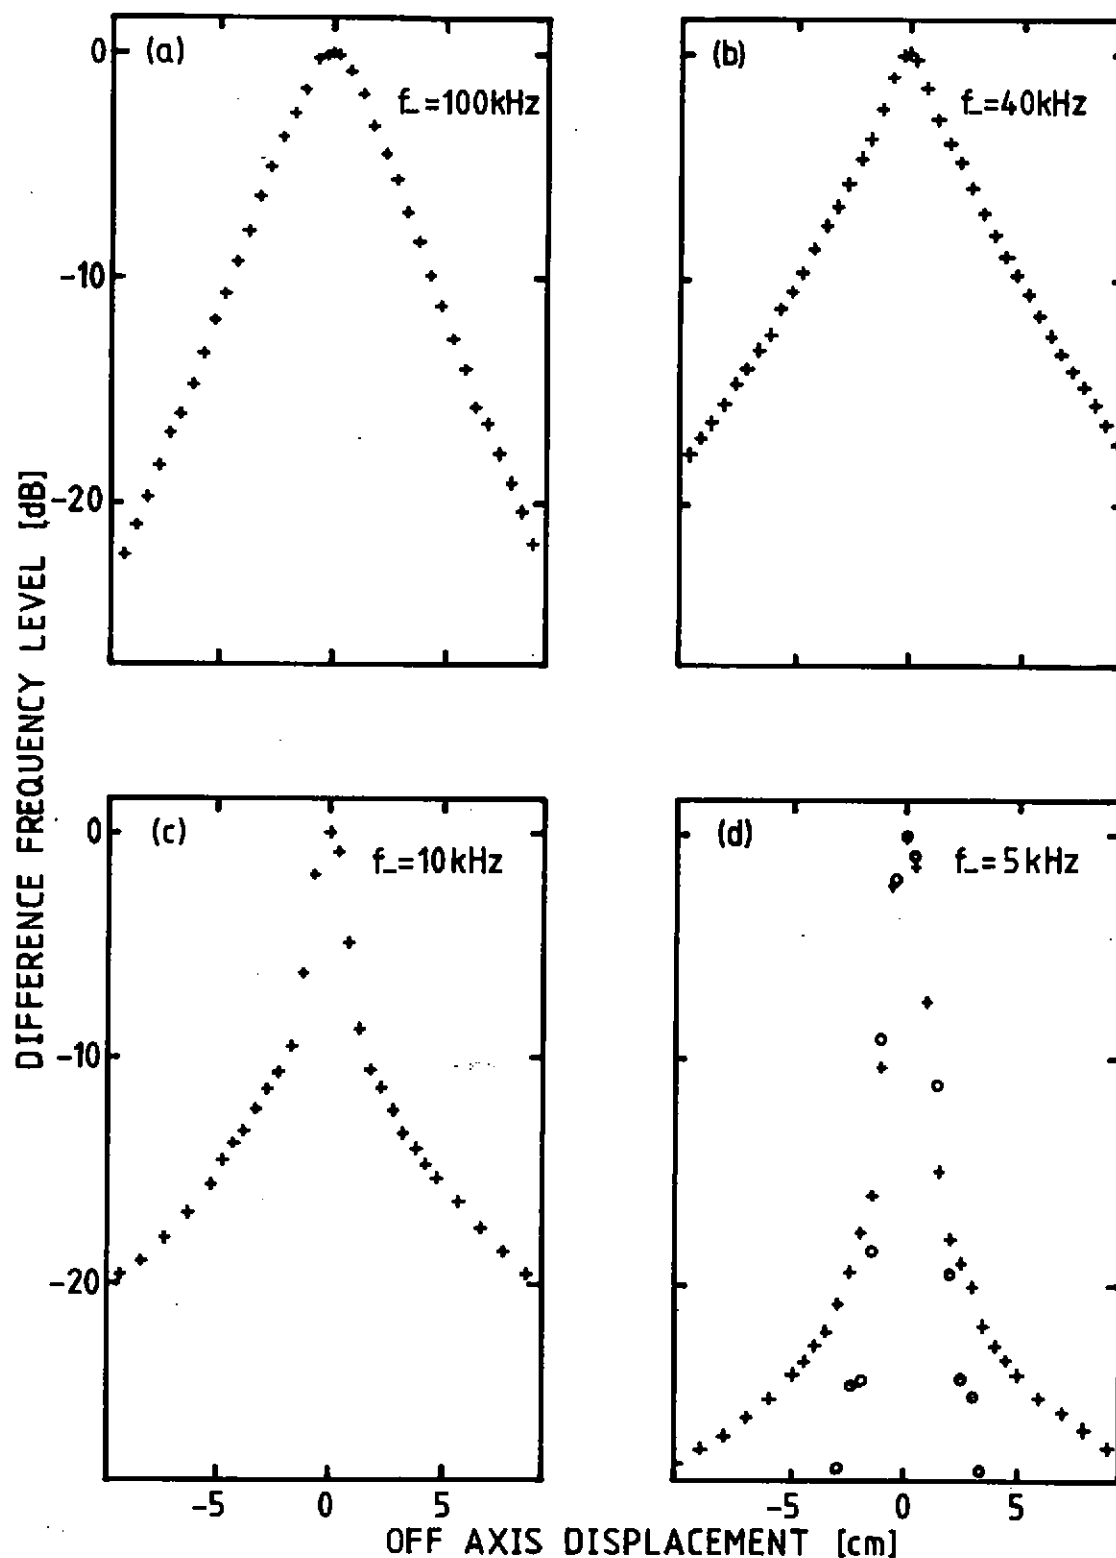 (a)
f_=100kHz
(b)
f_=40kHz
0
-10
-20
(c)
f_=10kHz
(d)
f_=5kHz
0
-10
-20
-5 0 5
-5 0 5
DIFFERENCE FREQUENCY LEVEL [dB]
OFF AXIS DISPLACEMENT [cm]